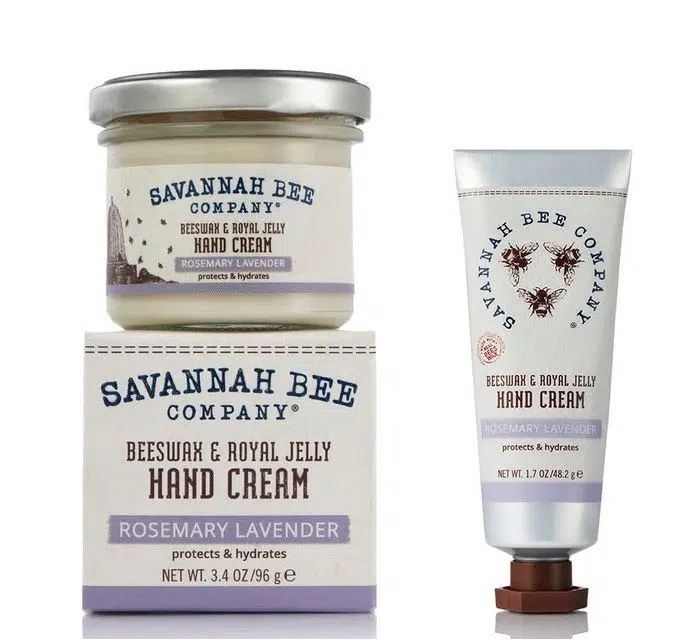 SAVANNAH BEE
COMPANY®
BEESWAX & ROYAL JELLY
HAND CREAM
ROSEMARY LAVENDER
protects & hydrates
SAVANNAH BEE
COMPANY®
BEESWAX & ROYAL JELLY
HAND CREAM
ROSEMARY LAVENDER
protects & hydrates
NET WT. 3.4 OZ/96 g e
SAVANNAH BEE COMPANY
®
BEESWAX & ROYAL JELLY
HAND CREAM
ROSEMARY LAVENDER
protects & hydrates
NET WT. 1.7 OZ/48.2 g e